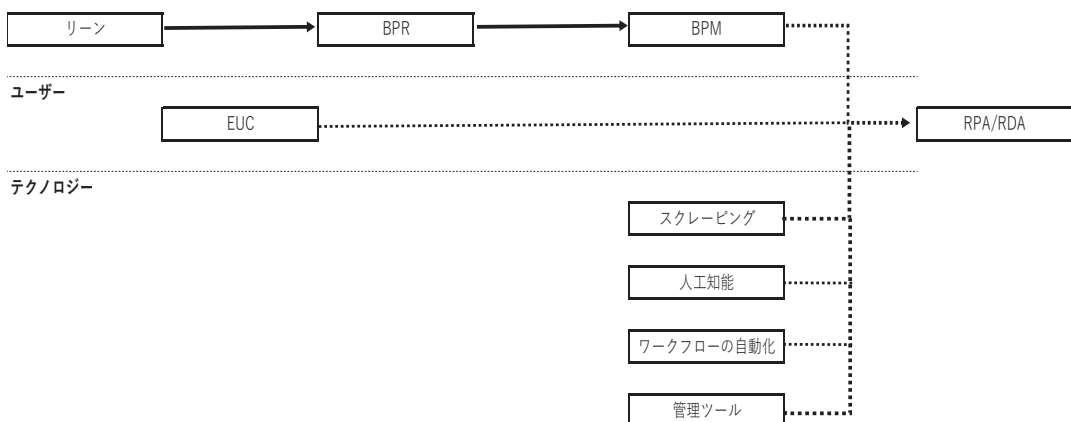 リーン
BPR
BPM
ユーザー
EUC
RPA/RDA
テクノロジー
スクレーピング
人工知能
ワークフローの自動化
管理ツール